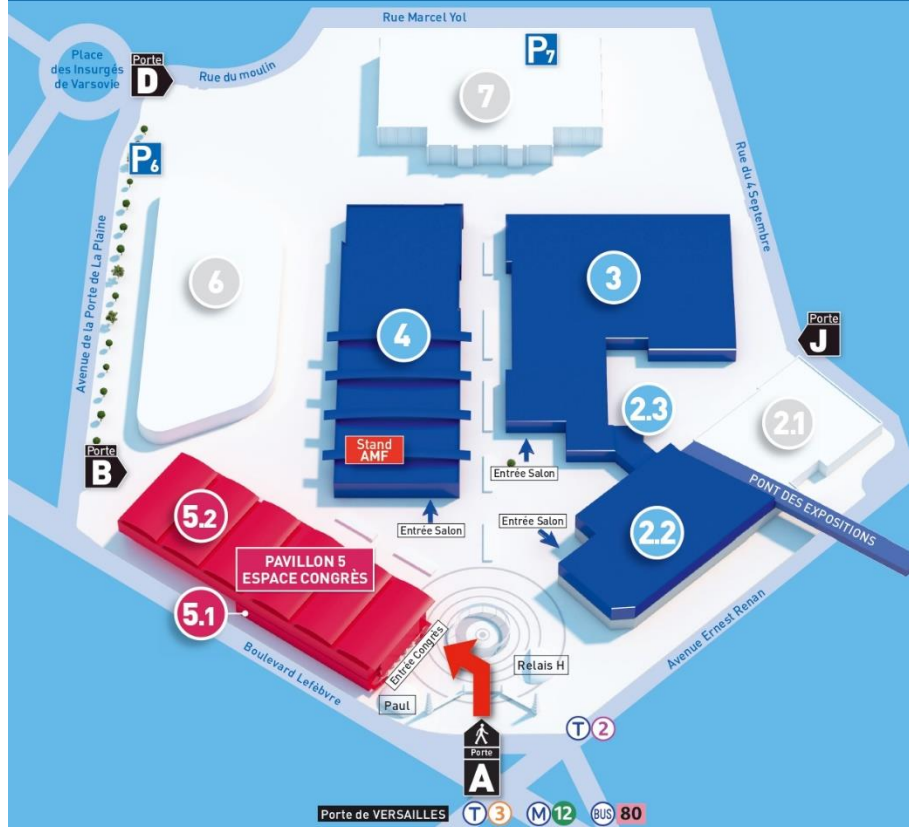 Rue Marcel Yol
Place
des Insurgés
de Varsovie
Porte
D
Rue du moulin
P7
7
P6
Rue du 4 Septembre
Avenue de la Porte de La Plaine
6
4
3
Porte
J
2.3
2.1
Stand
AMF
Porte
B
Entrée Salon
PONT DES EXPOSITIONS
5.2
Entrée Salon
Entrée Salon
2.2
PAVILLON 5
ESPACE CONGRÈS
5.1
Avenue Ernest Renan
Entrée Congrès
Boulevard Lefèbvre
Relais H
Paul
T 2
Porte
A
Porte de VERSAILLES
T 3
M 12
BUS 80